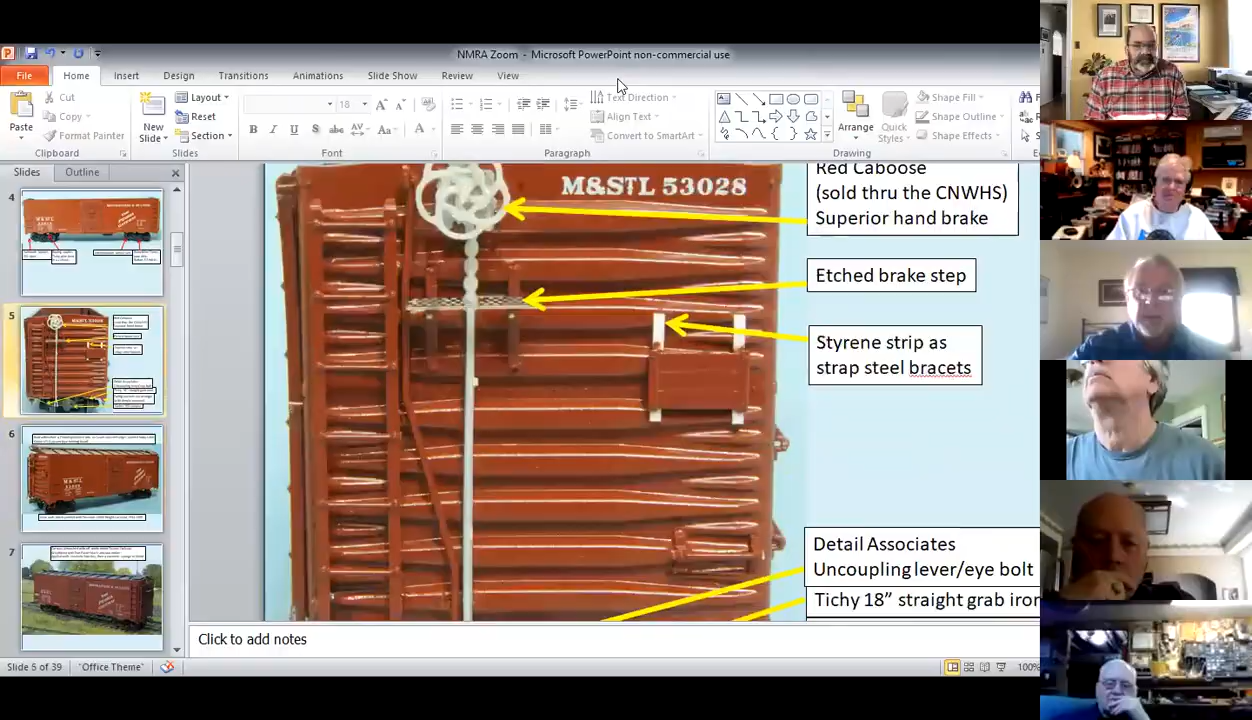 NMRA Zoom - Microsoft PowerPoint non-commercial use
File Home Insert Design Transitions Animations Slide Show Review View
Paste
Cut
Copy
Format Painter
Clipboard
New Slide
Layout
Reset
Section
Slides
18
B I U S abc AV Aa A
Font
Text Direction
Align Text
Convert to SmartArt
Paragraph
Arrange
Quick Styles
Shape Fill
Shape Outline
Shape Effects
Drawing
Slides Outline
4
5
6
7
M&STL 53028
Red Caboose
(sold thru the CNWHS)
Superior hand brake
Etched brake step
Styrene strip as
strap steel bracets
Detail Associates
Uncoupling lever/eye bolt
Tichy 18” straight grab iron
Click to add notes
Slide 5 of 39 "Office Theme" 100%